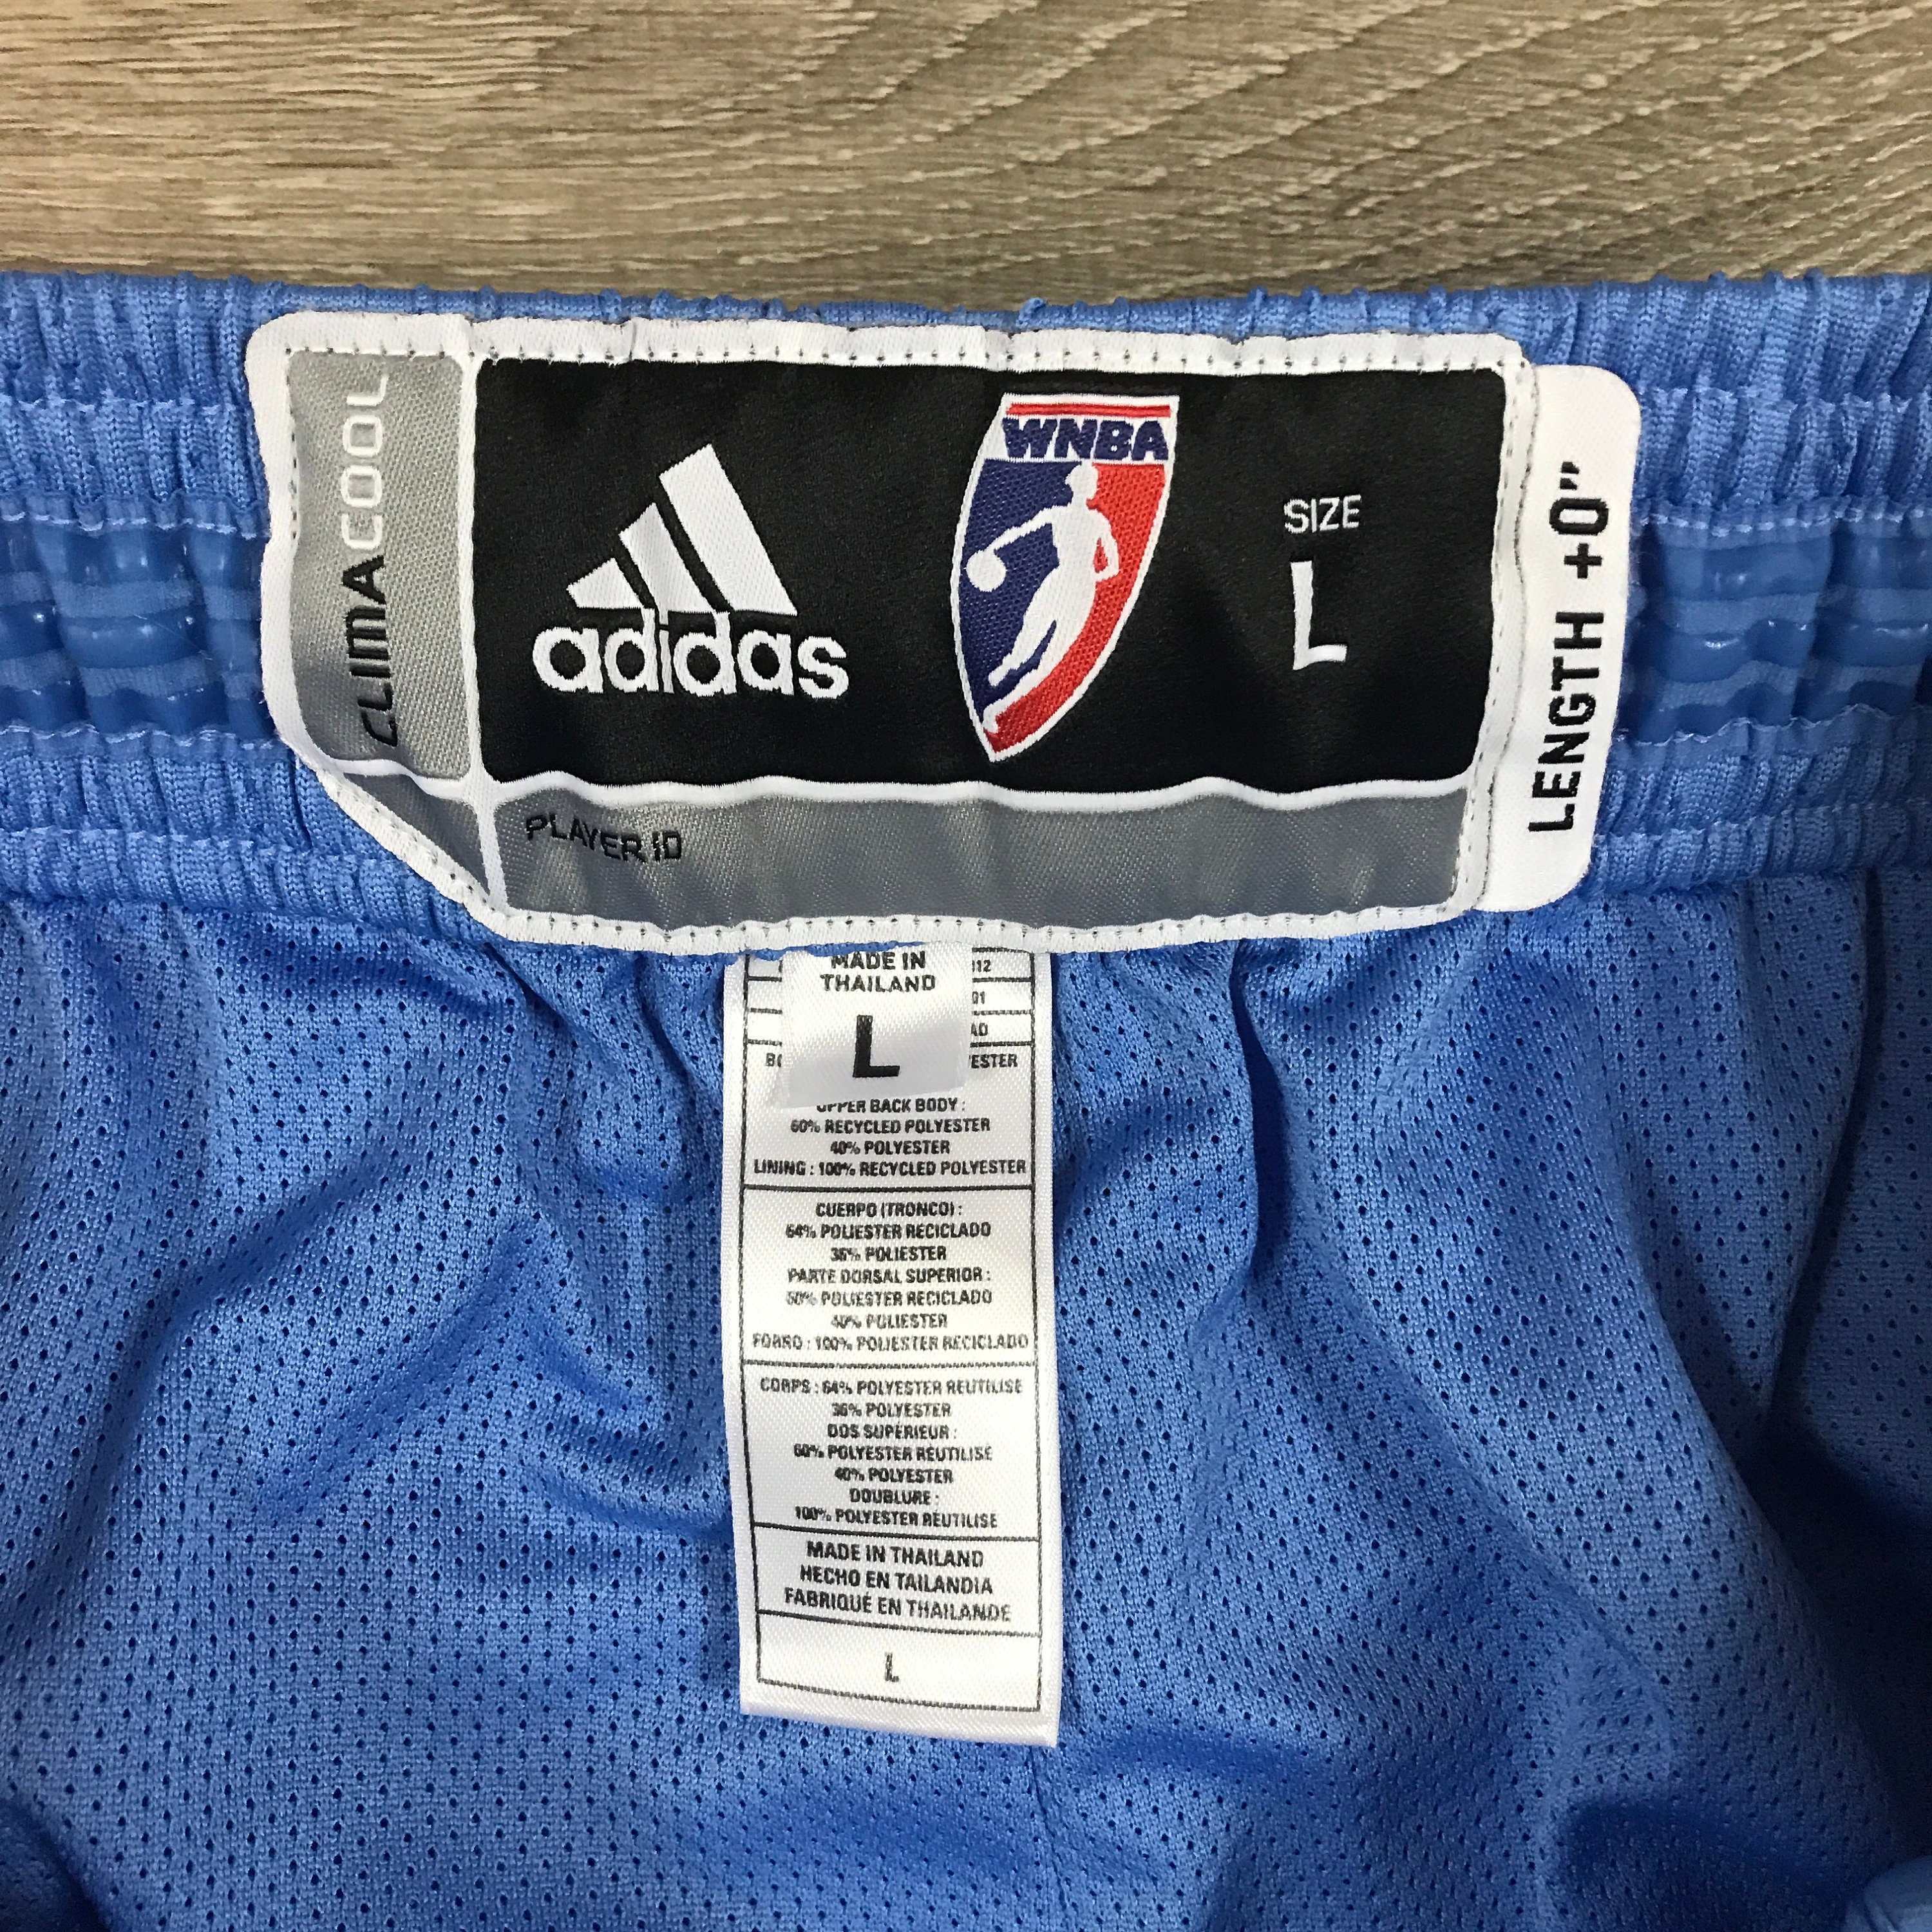 CLIMACOOL
adidas
WNBA
SIZE
L
LENGTH +0"
PLAYER ID
MADE IN
THAILAND
L
UPPER BACK BODY :
60% RECYCLED POLYESTER
40% POLYESTER
LINING : 100% RECYCLED POLYESTER
CUERPO (TRONCO) :
64% POLIESTER RECICLADO
36% POLIESTER
PARTE DORSAL SUPERIOR :
60% POLIESTER RECICLADO
40% POLIESTER
FORRO : 100% POLIESTER RECICLADO
CORPS : 64% POLYESTER REUTILISE
36% POLYESTER
DOS SUPERIEUR :
60% POLYESTER REUTILISE
40% POLYESTER
DOUBLURE :
100% POLYESTER REUTILISE
MADE IN THAILAND
HECHO EN TAILANDIA
FABRIQUÉ EN THAILANDE
L